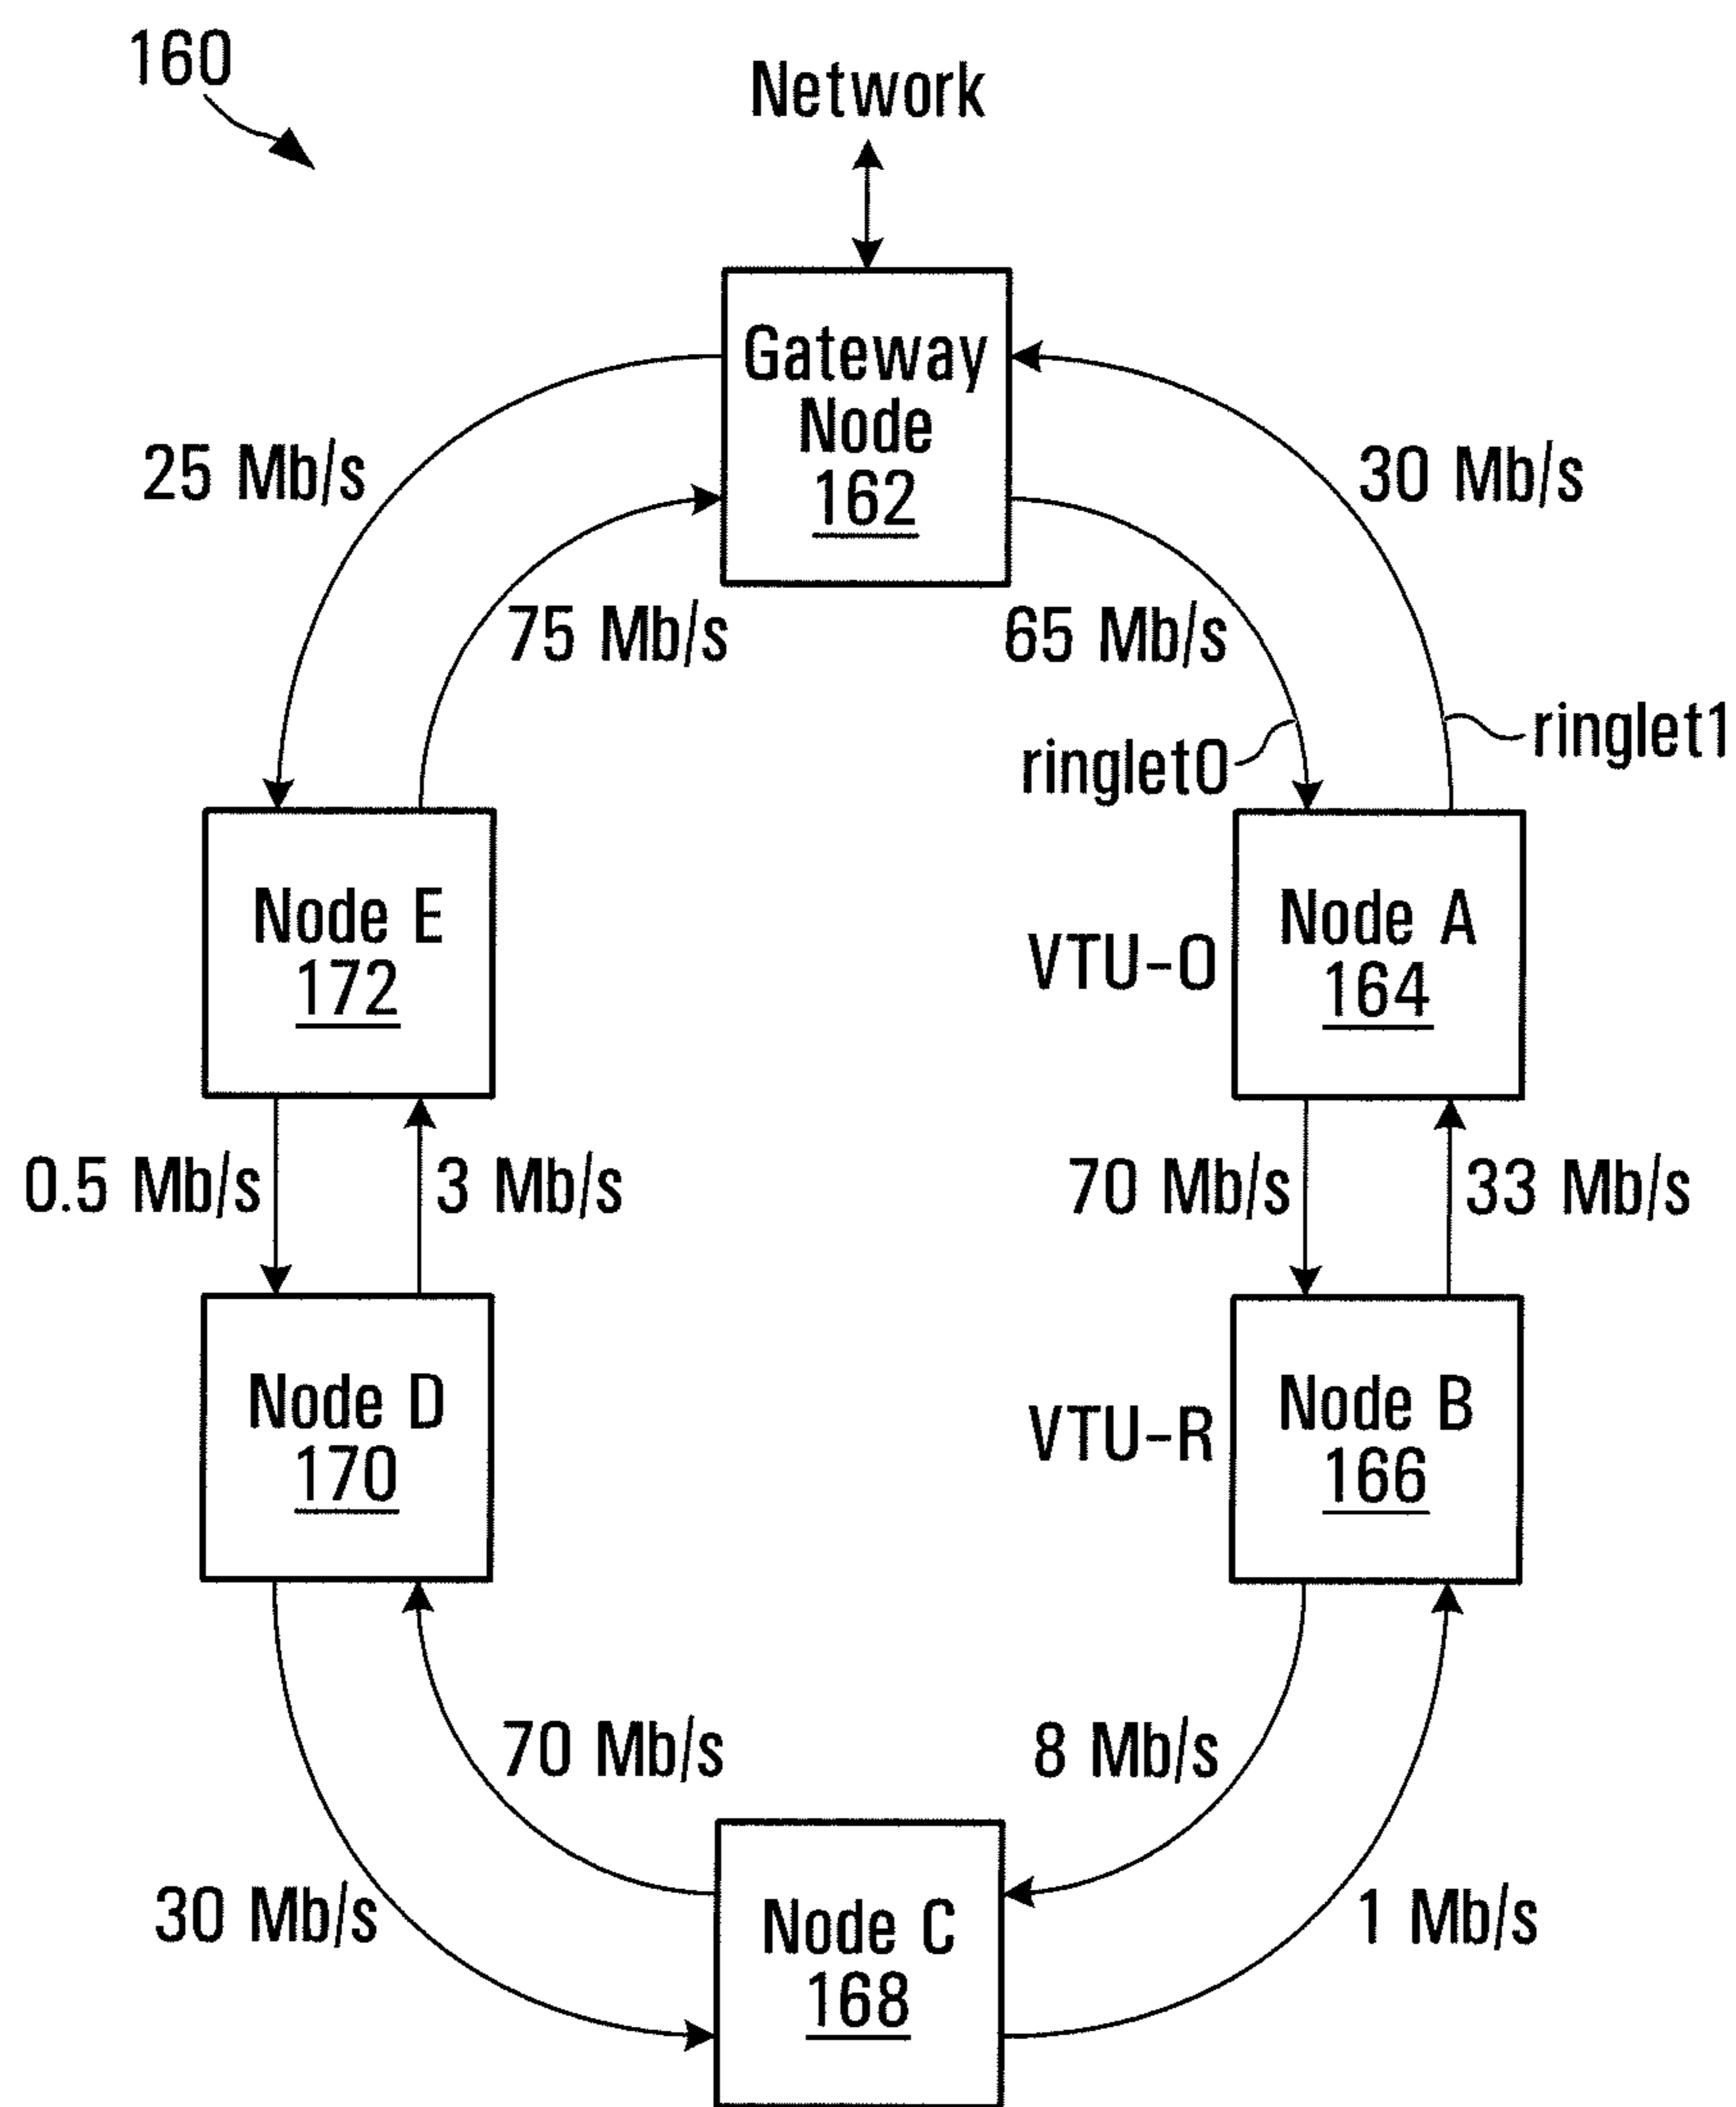 160
Network
Gateway
Node
162
25 Mb/s
30 Mb/s
75 Mb/s
65 Mb/s
ringlet0
ringlet1
Node E
172
VTU-O
Node A
164
0.5 Mb/s
3 Mb/s
70 Mb/s
33 Mb/s
Node D
170
VTU-R
Node B
166
70 Mb/s
8 Mb/s
30 Mb/s
1 Mb/s
Node C
168